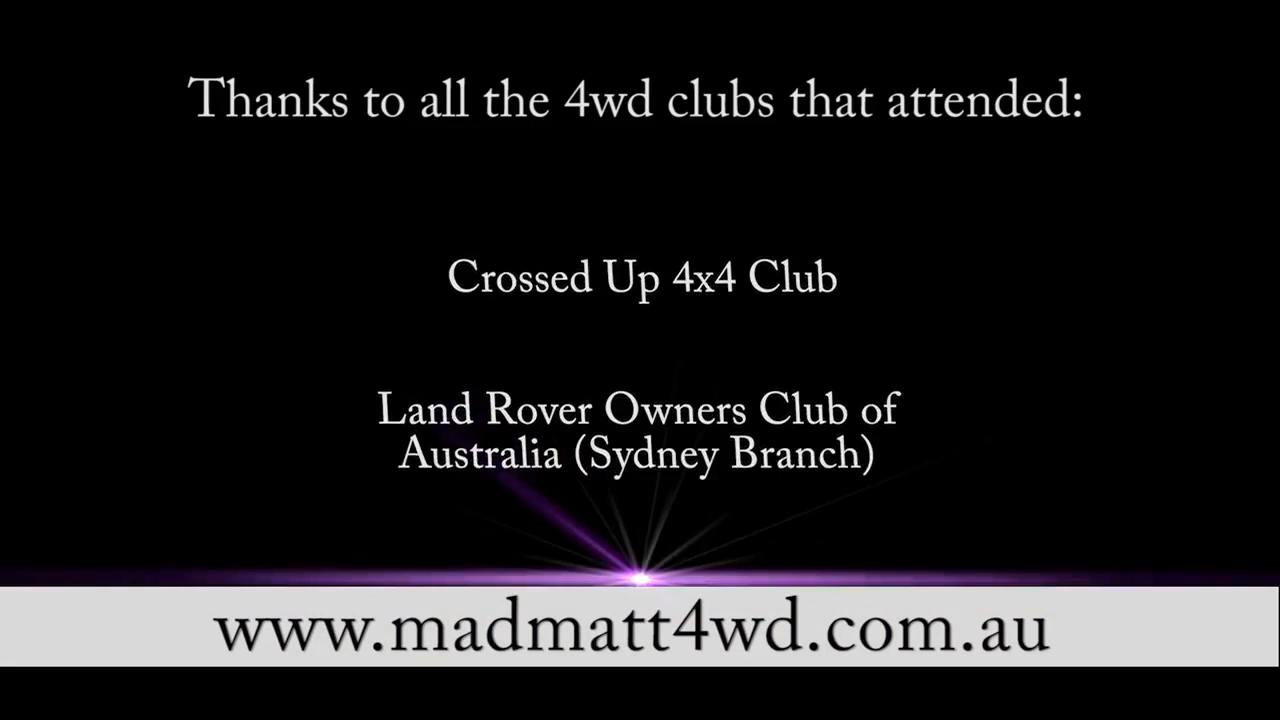 Thanks to all the 4wd clubs that attended:
Crossed Up 4x4 Club
Land Rover Owners Club of
Australia (Sydney Branch)
www.madmatt4wd.com.au